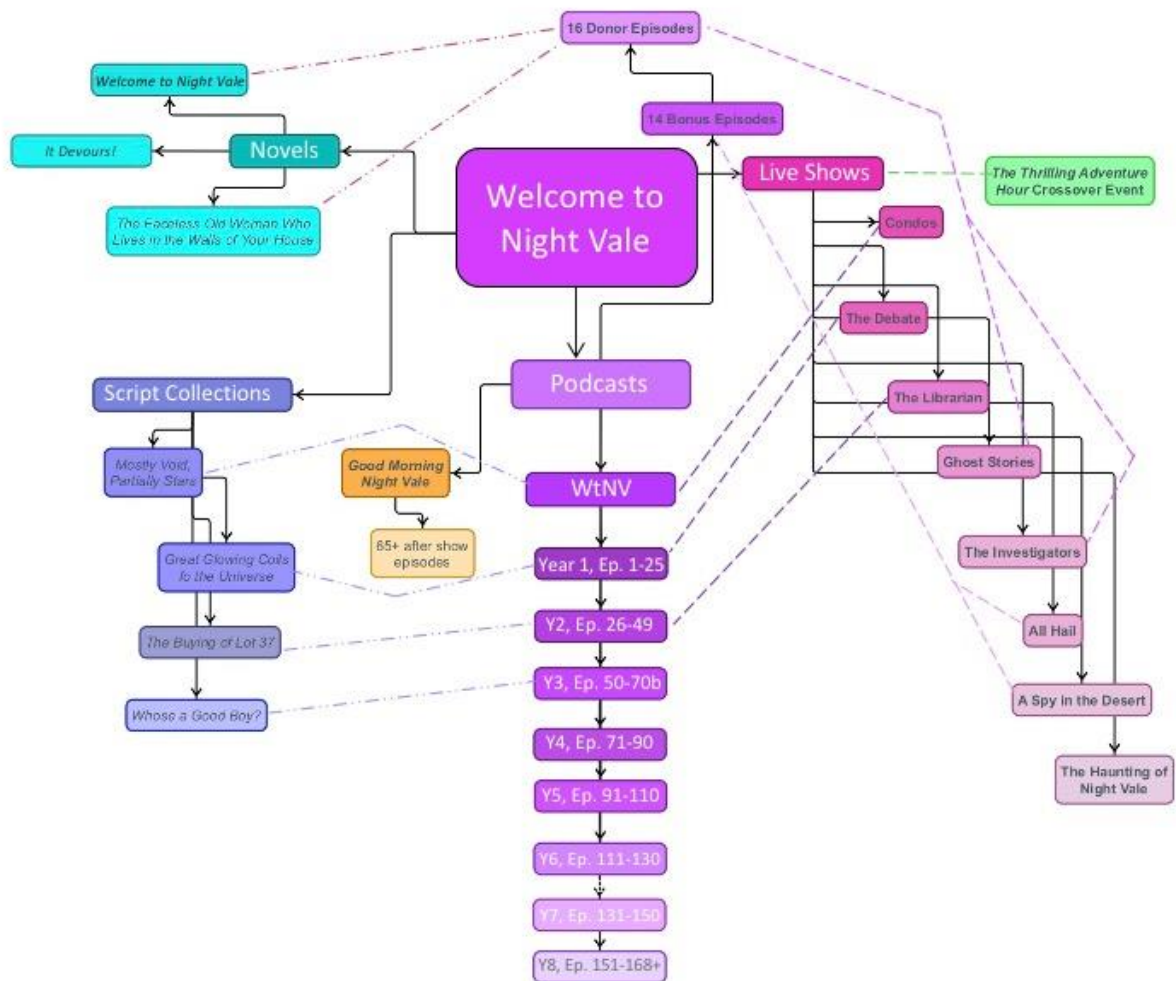 16 Donor Episodes
Welcome to Night Vale
14 Bonus Episodes
It Devours!
Novels
Welcome to
Night Vale
Live Shows
The Thrilling Adventure
Hour Crossover Event
The Faceless Old Woman Who
Lives in the Walls of Your House
Condos
The Debate
Podcasts
Script Collections
The Librarian
Mostly Void,
Partially Stars
Good Morning
Night Vale
WtNV
Ghost Stories
65+ after show
episodes
Great Glowing Coils
fo the Universe
Year 1, Ep. 1-25
The Investigators
The Buying of Lot 37
Y2, Ep. 26-49
All Hail
Y3, Ep. 50-70b
A Spy in the Desert
Whose a Good Boy?
Y4, Ep. 71-90
The Haunting of
Night Vale
Y5, Ep. 91-110
Y6, Ep. 111-130
Y7, Ep. 131-150
Y8, Ep. 151-168+